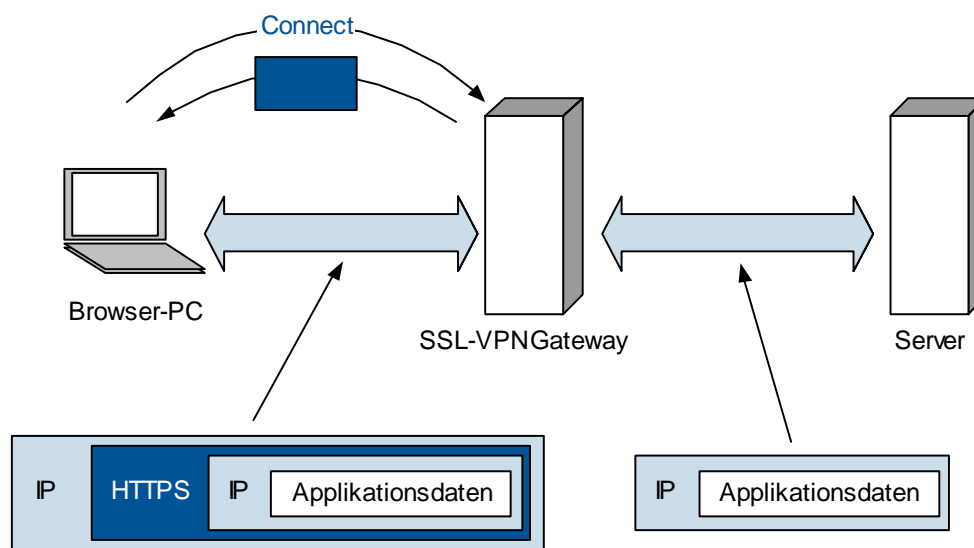 Connect
Browser-PC
SSL-VPNGateway
Server
IP HTTPS IP Applikationsdaten
IP Applikationsdaten